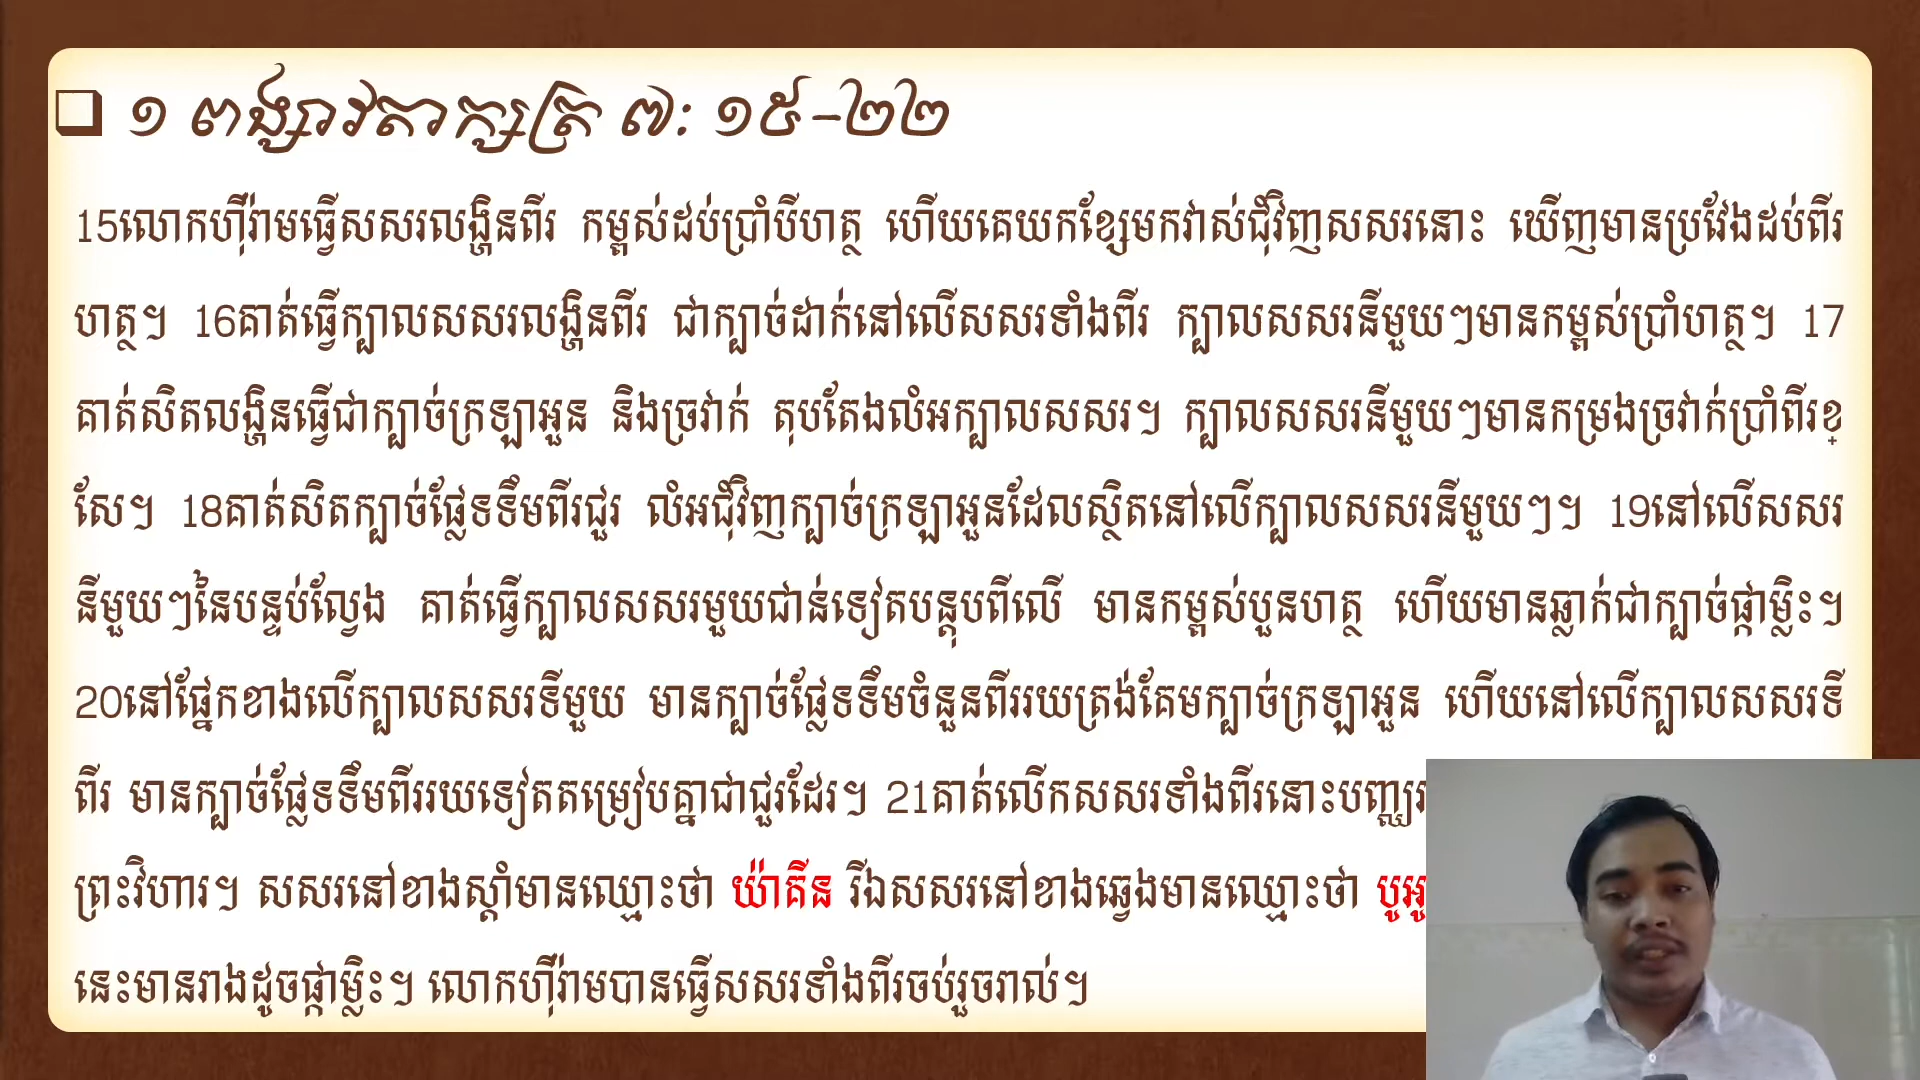 ១ ពង្សាវតាក្សត្រ ៧: ១៥-២២
15លោកហ៊ីរ៉ាមធ្វើសសរលង្ហិនពីរ កម្ពស់ដប់ប្រាំបីហត្ថ ហើយគេយកខ្សែមកវាស់ជុំវិញសសរនោះ ឃើញមានប្រវែងដប់ពីរ
ហត្ថ។ 16គាត់ធ្វើក្បាលសសរលង្ហិនពីរ ជាក្បាច់ដាក់នៅលើសសរទាំងពីរ ក្បាលសសរនីមួយៗមានកម្ពស់ប្រាំហត្ថ។ 17
គាត់សិតលង្ហិនធ្វើជាក្បាច់ក្រឡាអួន និងច្រវាក់ តុបតែងលំអក្បាលសសរ។ ក្បាលសសរនីមួយៗមានកម្រងច្រវាក់ប្រាំពីរខ្
សែ។ 18គាត់សិតក្បាច់ផ្លែទទឹមពីរជួរ លំអជុំវិញក្បាច់ក្រឡាអួនដែលស្ថិតនៅលើក្បាលសសរនីមួយៗ។ 19នៅលើសសរ
នីមួយៗនៃបន្ទប់ល្វែង គាត់ធ្វើក្បាលសសរមួយជាន់ទៀតបន្តុបពីលើ មានកម្ពស់បួនហត្ថ ហើយមានឆ្លាក់ជាក្បាច់ផ្កាម្លិះ។
20នៅផ្នែកខាងលើក្បាលសសរទីមួយ មានក្បាច់ផ្លែទទឹមចំនួនពីររយត្រង់គែមក្បាច់ក្រឡាអួន ហើយនៅលើក្បាលសសរទី
ពីរ មានក្បាច់ផ្លែទទឹមពីររយទៀតតម្រៀបគ្នាជាជួរដែរ។ 21គាត់លើកសសរទាំងពីរនោះបញ្ឈរ
ព្រះវិហារ។ សសរនៅខាងស្ដាំមានឈ្មោះថា យ៉ាគីន រីឯសសរនៅខាងឆ្វេងមានឈ្មោះថា បូអូ
នេះមានរាងដូចផ្កាម្លិះ។ លោកហ៊ីរ៉ាមបានធ្វើសសរទាំងពីរចប់រួចរាល់។